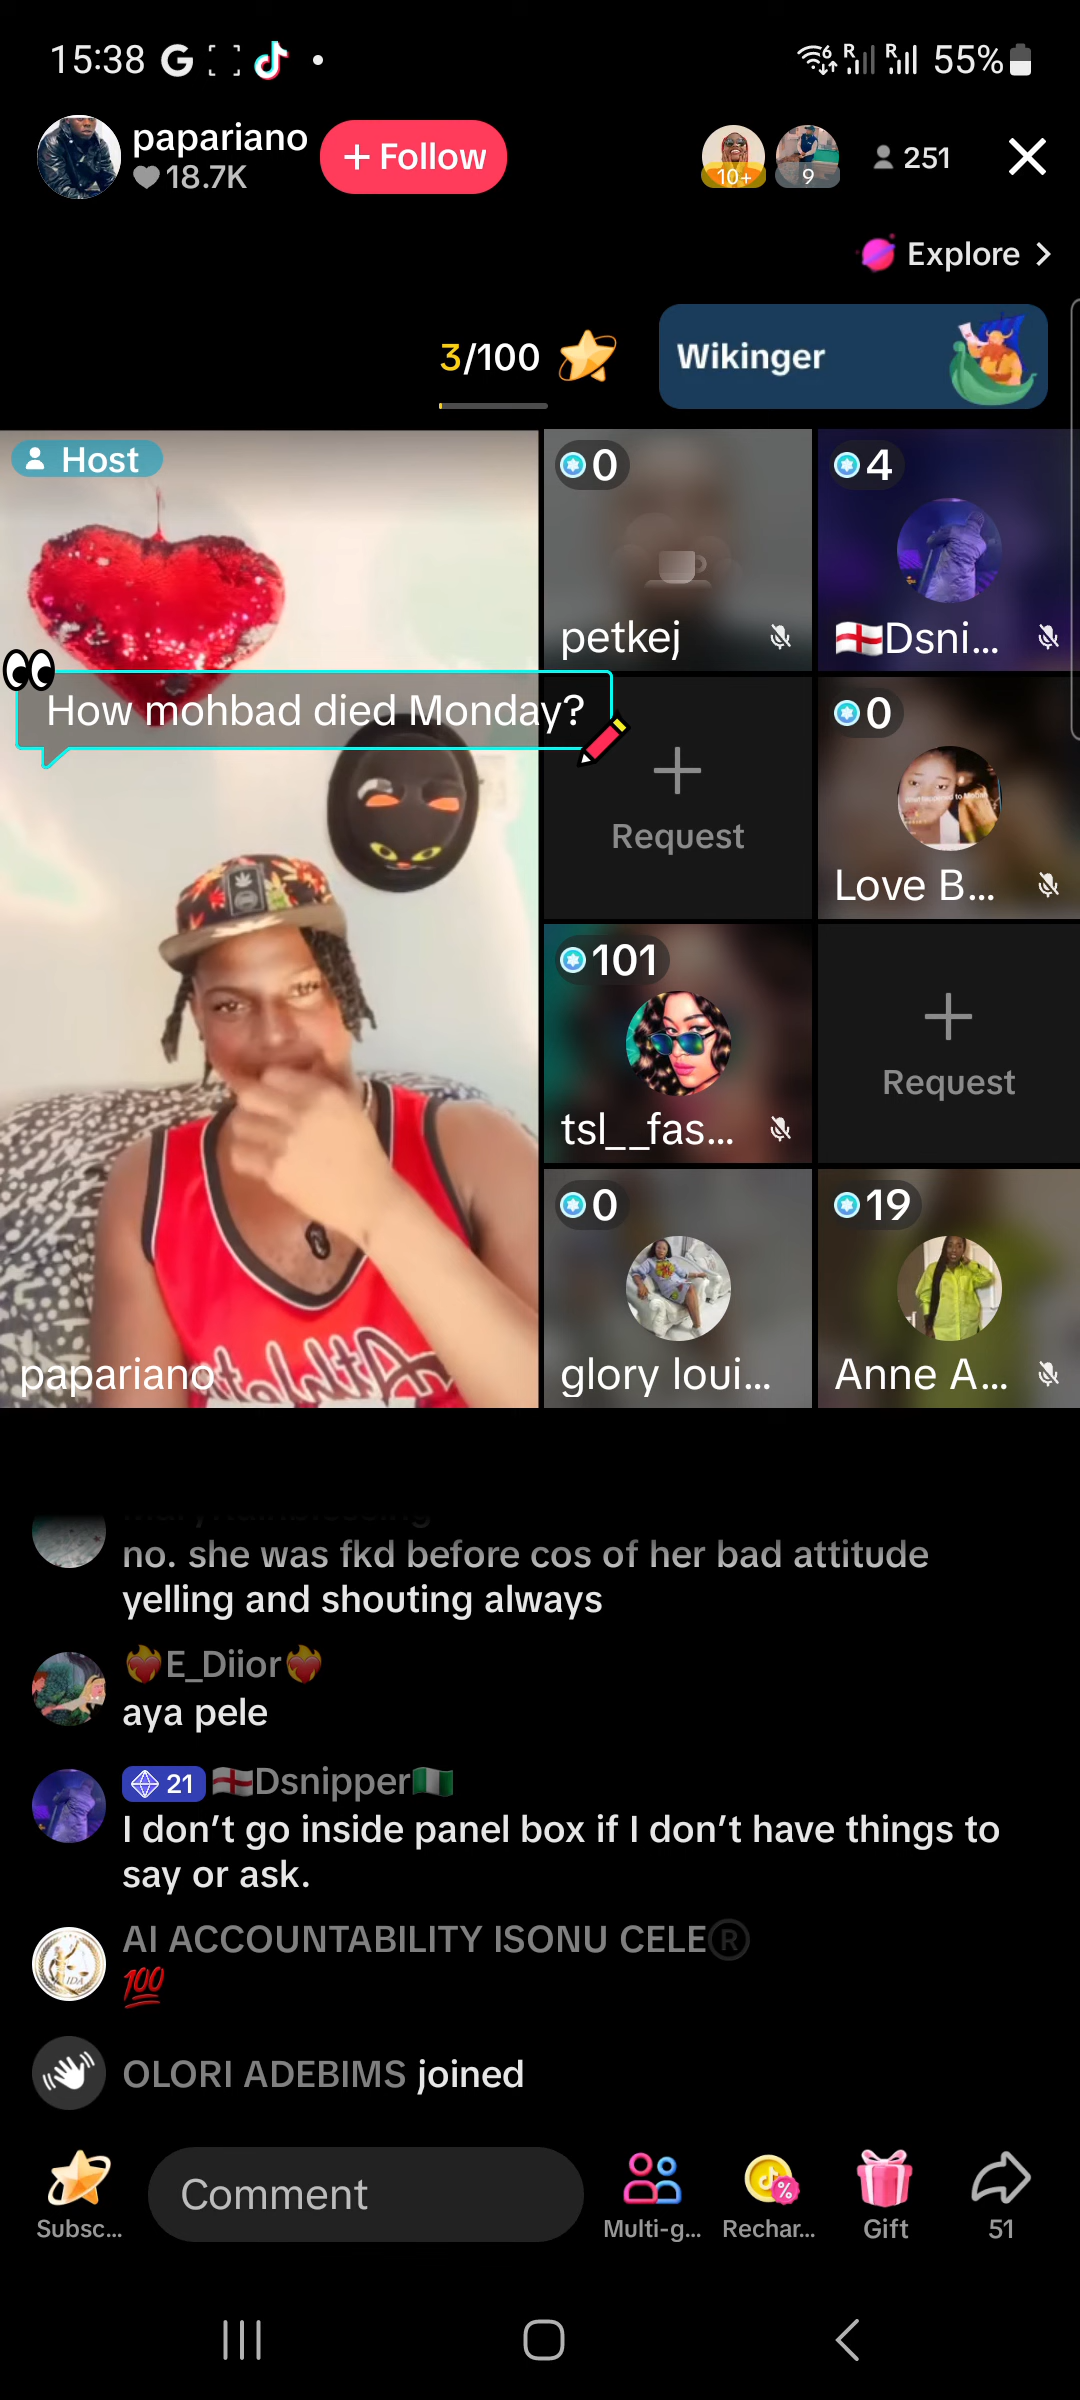 15:38
55%
papariano
18.7K
+ Follow
10+
9
251
Explore
3/100
Wikinger
Host
0
4
petkej
Dsni...
How mohbad died Monday?
0
Request
Love B...
101
tsl__fas...
Request
0
19
papariano
glory loui...
Anne A...
no. she was fkd before cos of her bad attitude
yelling and shouting always
❤️‍🔥E_Diior❤️‍🔥
aya pele
21 🏴󠁧󠁢󠁥󠁮󠁧󠁿Dsnipper🇳🇬
I don’t go inside panel box if I don’t have things to
say or ask.
AI ACCOUNTABILITY ISONU CELE®
💯
OLORI ADEBIMS joined
Subsc...
Comment
Multi-g...
Rechar...
Gift
51